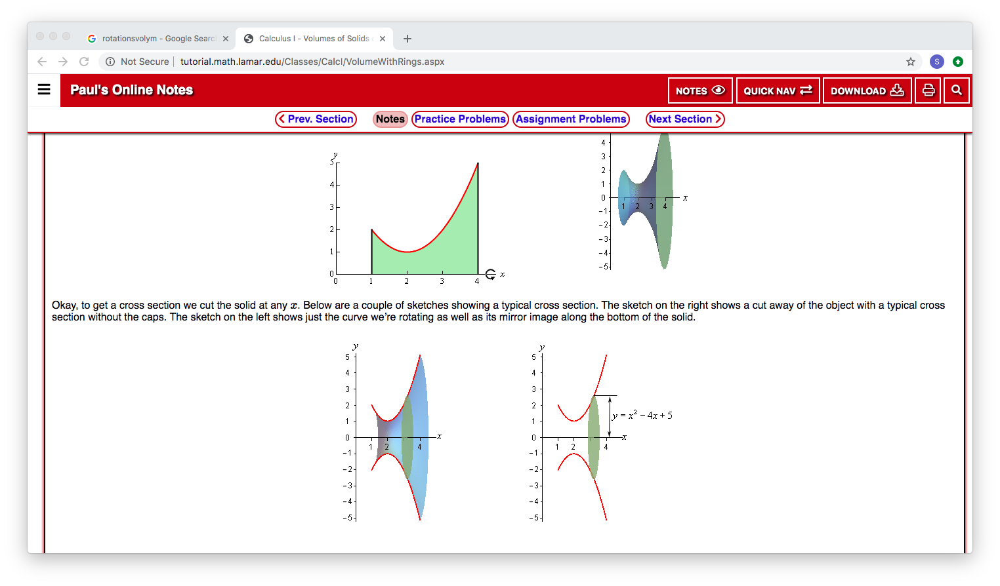 rotationsvolym - Google Searc
Calculus I - Volumes of Solids
Not Secure
tutorial.math.lamar.edu/Classes/CalcI/VolumeWithRings.aspx
S
Paul's Online Notes
NOTES
QUICK NAV
DOWNLOAD
Prev. Section
Notes
Practice Problems
Assignment Problems
Next Section
y
5
4
3
2
1
0
0 1 2 3 4
x
4
3
2
1
0
-1
-2
-3
-4
-5
1 2 3 4
x
Okay, to get a cross section we cut the solid at any x. Below are a couple of sketches showing a typical cross section. The sketch on the right shows a cut away of the object with a typical cross
section without the caps. The sketch on the left shows just the curve we're rotating as well as its mirror image along the bottom of the solid.
y
5
4
3
2
1
0
-1
-2
-3
-4
-5
1 2 4
x
y
5
4
3
2
1
0
-1
-2
-3
-4
-5
1 2 4
x
y = x² − 4x + 5